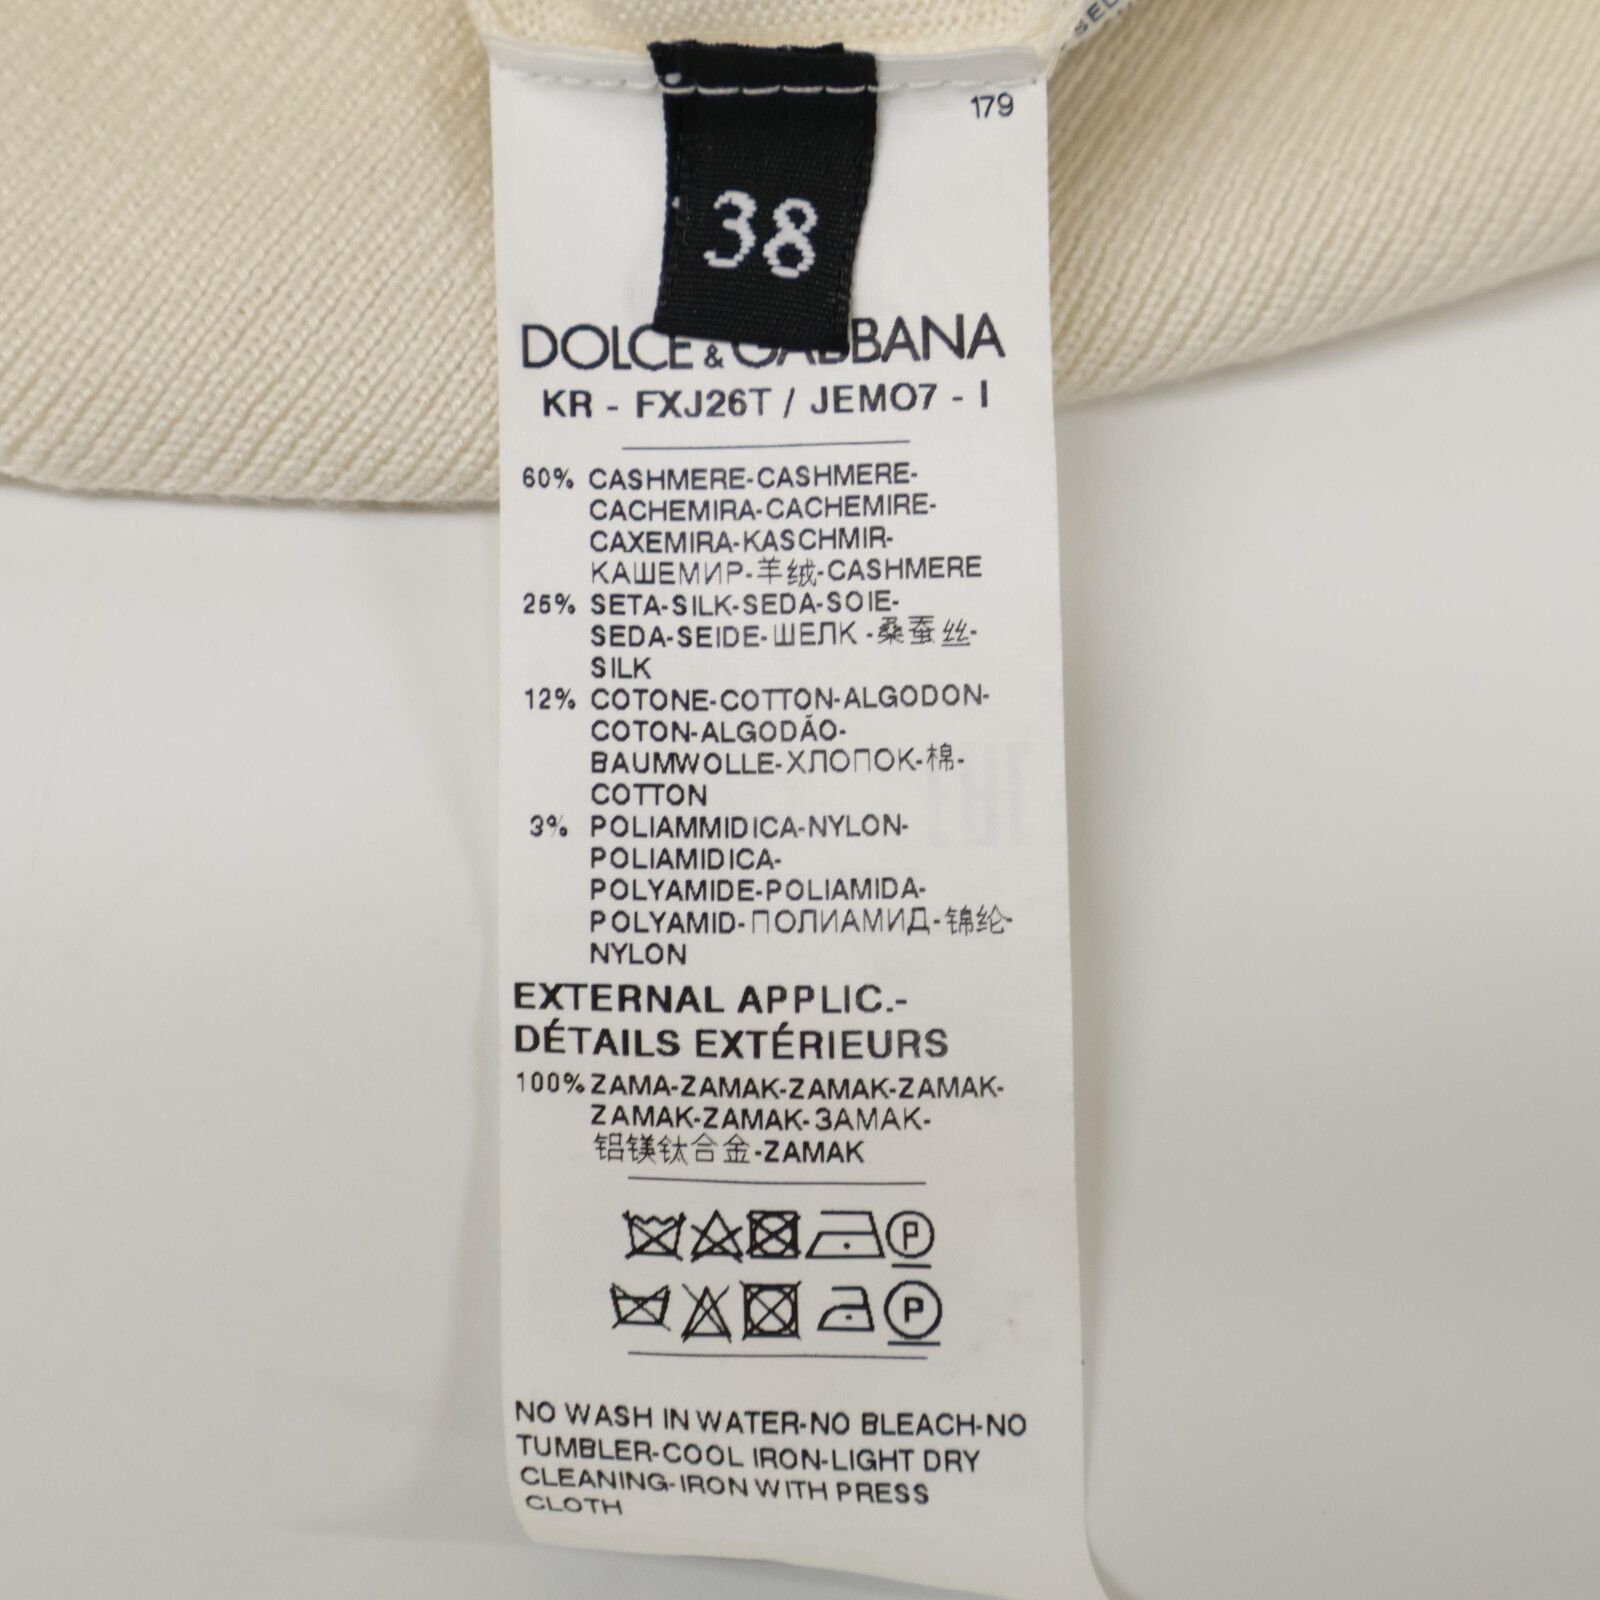 179
38
DOLCE & GABBANA
KR - FXJ26T / JEMO7 - I
60% CASHMERE-CASHMERE-
CACHEMIRA-CACHEMIRE-
CAXEMIRA-KASCHMIR-
КАШЕМИР-羊绒-CASHMERE
25% SETA-SILK-SEDA-SOIE-
SEDA-SEIDE-ШЕЛК -桑蚕丝-
SILK
12% COTONE-COTTON-ALGODON-
COTON-ALGODÃO-
BAUMWOLLE-ХЛОПОК-棉-
COTTON
3% POLIAMMIDICA-NYLON-
POLIAMIDICA-
POLYAMIDE-POLIAMIDA-
POLYAMID-ПОЛИАМИД-锦纶-
NYLON
EXTERNAL APPLIC.-
DÉTAILS EXTÉRIEURS
100% ZAMA-ZAMAK-ZAMAK-ZAMAK-
ZAMAK-ZAMAK-ЗАМАК-
铝镁钛合金-ZAMAK
P
P
NO WASH IN WATER-NO BLEACH-NO
TUMBLER-COOL IRON-LIGHT DRY
CLEANING-IRON WITH PRESS
CLOTH